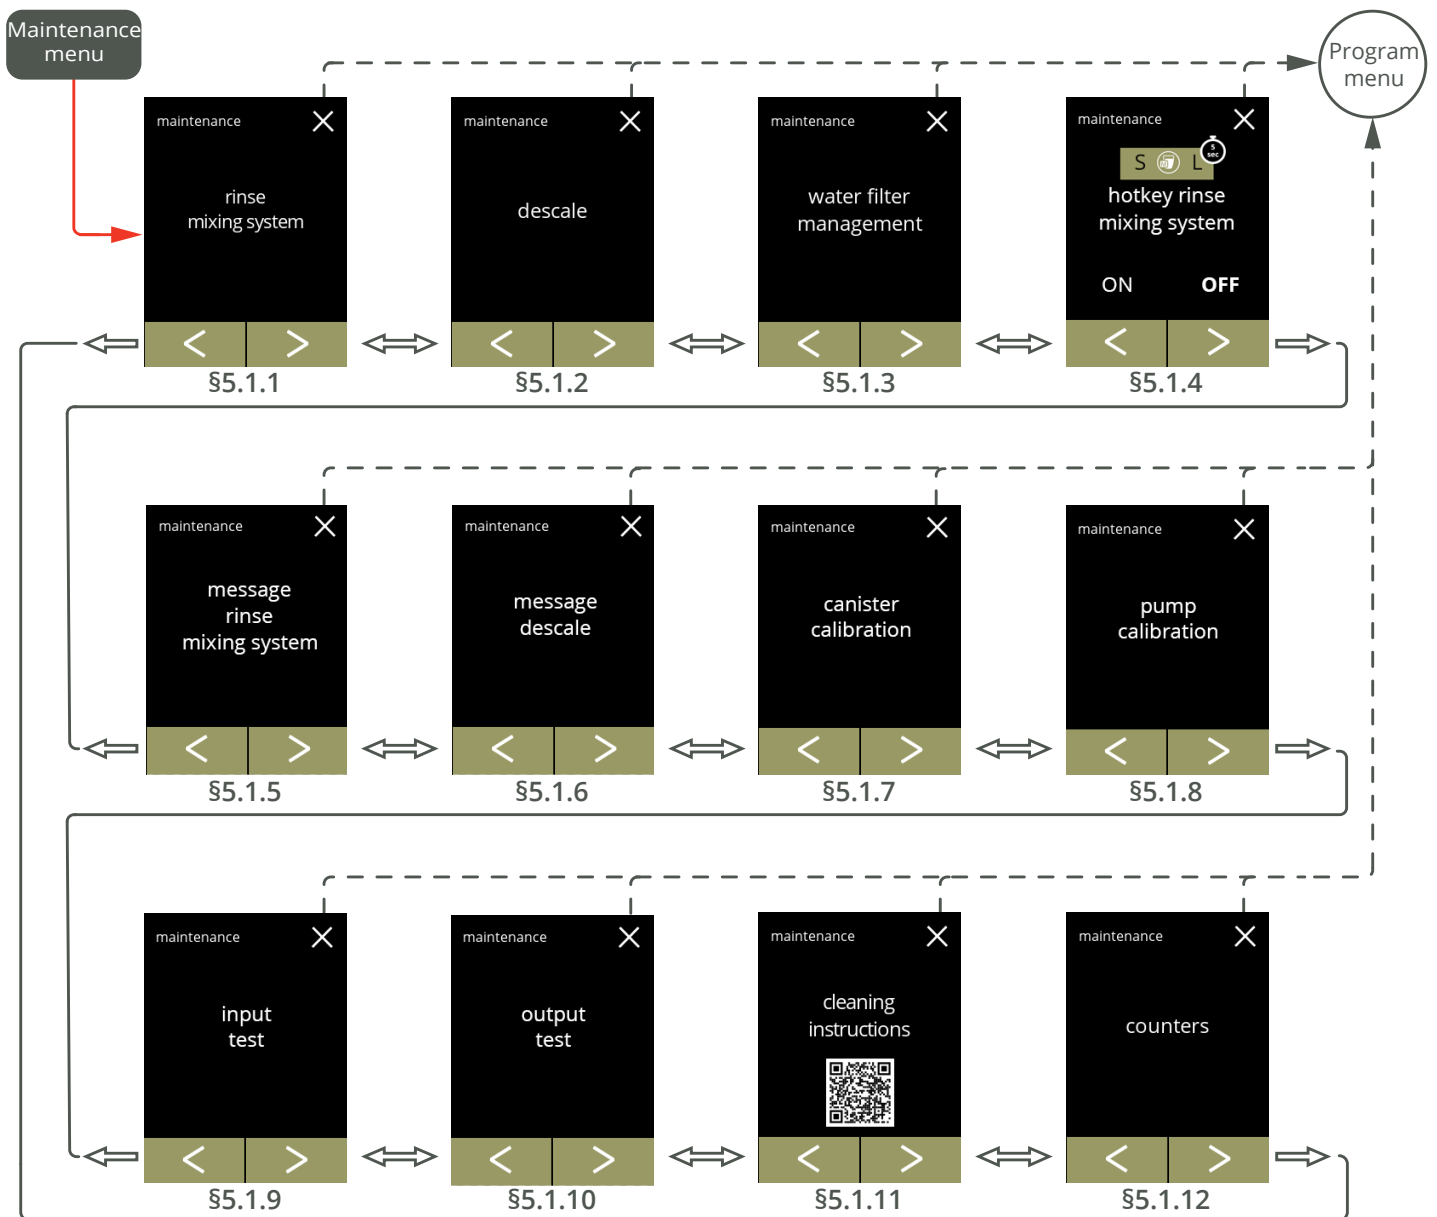 Maintenance
menu
Program
menu
maintenance
rinse
mixing system
§5.1.1
maintenance
descale
§5.1.2
maintenance
water filter
management
§5.1.3
maintenance
S L
5
sec
hotkey rinse
mixing system
ON OFF
§5.1.4
maintenance
message
rinse
mixing system
§5.1.5
maintenance
message
descale
§5.1.6
maintenance
canister
calibration
§5.1.7
maintenance
pump
calibration
§5.1.8
maintenance
input
test
§5.1.9
maintenance
output
test
§5.1.10
maintenance
cleaning
instructions
§5.1.11
maintenance
counters
§5.1.12